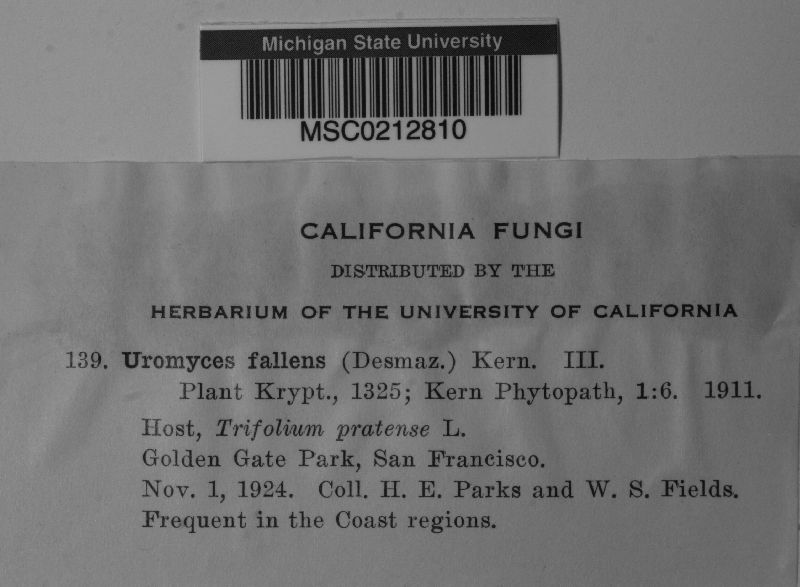 Michigan State University
MSC0212810
CALIFORNIA FUNGI
DISTRIBUTED BY THE
HERBARIUM OF THE UNIVERSITY OF CALIFORNIA
139. Uromyces fallens (Desmaz.) Kern. III.
Plant Krypt., 1325; Kern Phytopath, 1:6. 1911.
Host, Trifolium pratense L.
Golden Gate Park, San Francisco.
Nov. 1, 1924. Coll. H. E. Parks and W. S. Fields.
Frequent in the Coast regions.